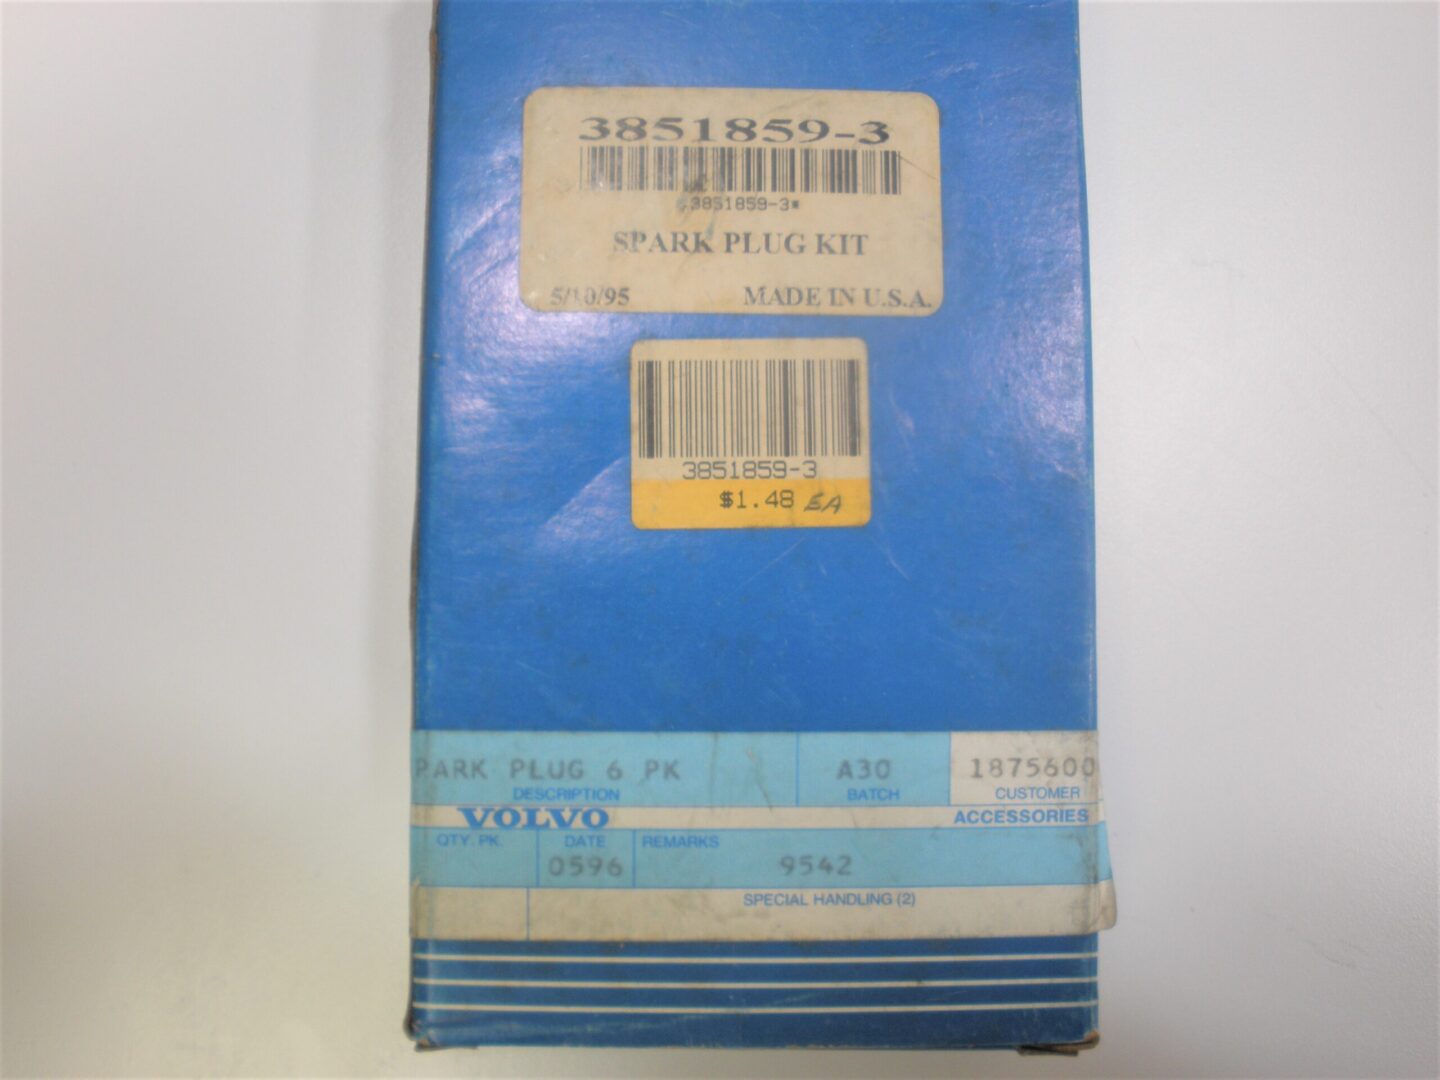 3851859-3
*3851859-3*
SPARK PLUG KIT
5/10/95 MADE IN U.S.A.
3851859-3
$1.48 EA
PARK PLUG 6 PK A30 1875600
DESCRIPTION BATCH CUSTOMER
VOLVO ACCESSORIES
QTY. PK. DATE REMARKS
0596 9542
SPECIAL HANDLING (2)